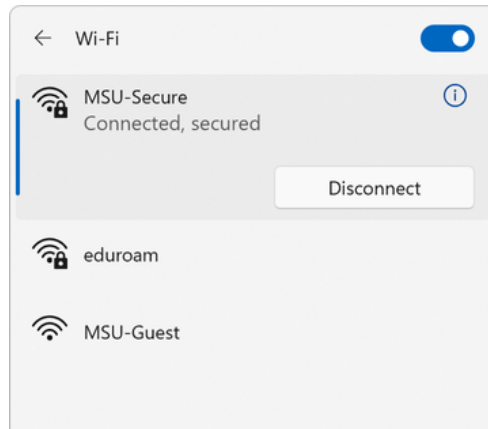 Wi-Fi
MSU-Secure
Connected, secured
Disconnect
eduroam
MSU-Guest